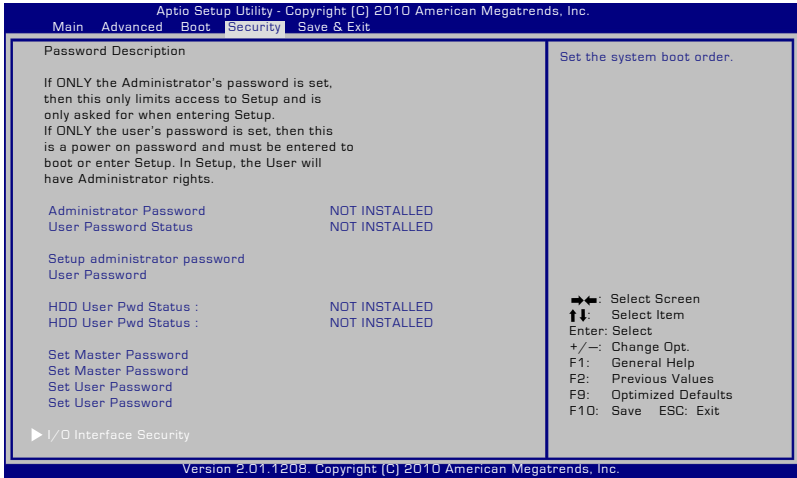 Aptio Setup Utility - Copyright (C) 2010 American Megatrends, Inc.
Main Advanced Boot Security Save & Exit
Password Description
If ONLY the Administrator's password is set,
then this only limits access to Setup and is
only asked for when entering Setup.
If ONLY the user's password is set, then this
is a power on password and must be entered to
boot or enter Setup. In Setup, the User will
have Administrator rights.
Administrator Password NOT INSTALLED
User Password Status NOT INSTALLED
Setup administrator password
User Password
HDD User Pwd Status : NOT INSTALLED
HDD User Pwd Status : NOT INSTALLED
Set Master Password
Set Master Password
Set User Password
Set User Password
I/O Interface Security
Set the system boot order.
→←: Select Screen
↑↓: Select Item
Enter: Select
+/—: Change Opt.
F1: General Help
F2: Previous Values
F9: Optimized Defaults
F10: Save ESC: Exit
Version 2.01.1208. Copyright (C) 2010 American Megatrends, Inc.